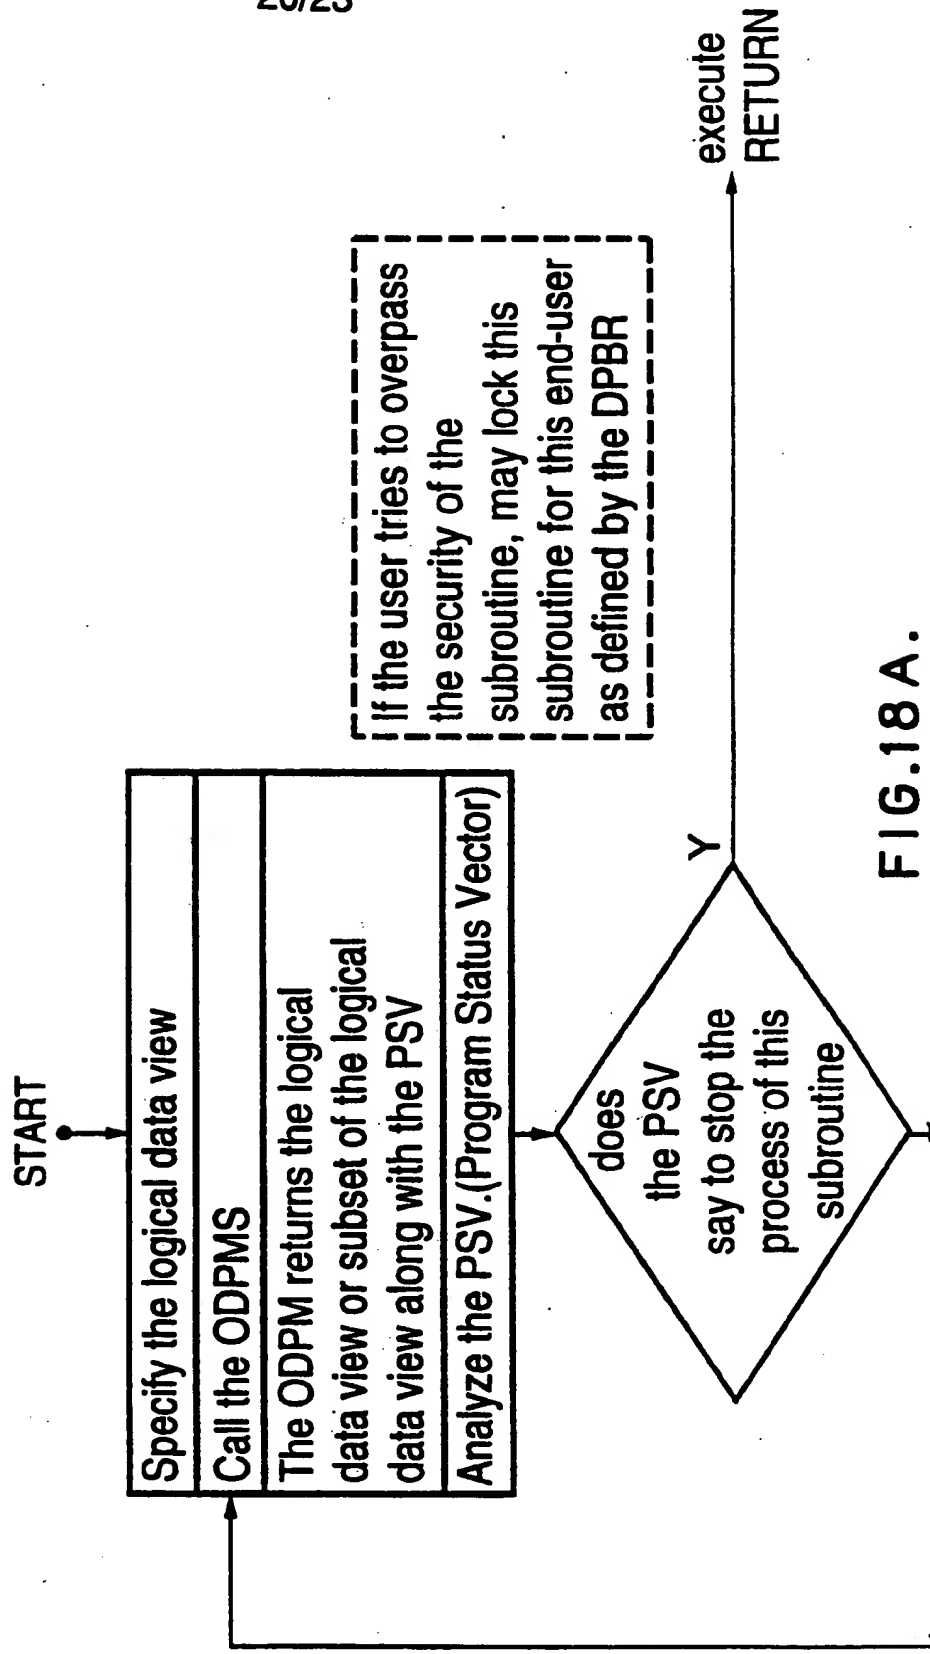 20/23
START
Specify the logical data view
Call the ODPMS
The ODPM returns the logical
data view or subset of the logical
data view along with the PSV
Analyze the PSV.(Program Status Vector)
If the user tries to overpass
the security of the
subroutine, may lock this
subroutine for this end-user
as defined by the DPBR
does
the PSV
say to stop the
process of this
subroutine
Y
execute
RETURN
FIG.18A.